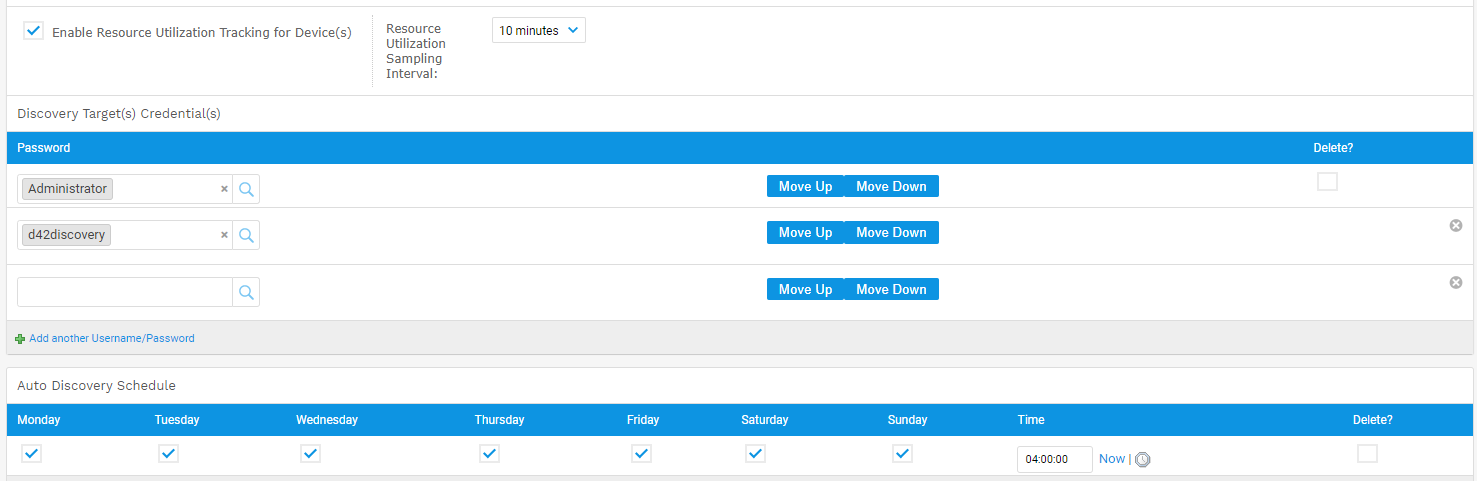 Enable Resource Utilization Tracking for Device(s)
Resource
Utilization
Sampling
Interval:
10 minutes
Discovery Target(s) Credential(s)
Password Delete?
Administrator × Move Up Move Down
d42discovery × Move Up Move Down
Move Up Move Down
Add another Username/Password
Auto Discovery Schedule
Monday Tuesday Wednesday Thursday Friday Saturday Sunday Time Delete?
04:00:00 Now |